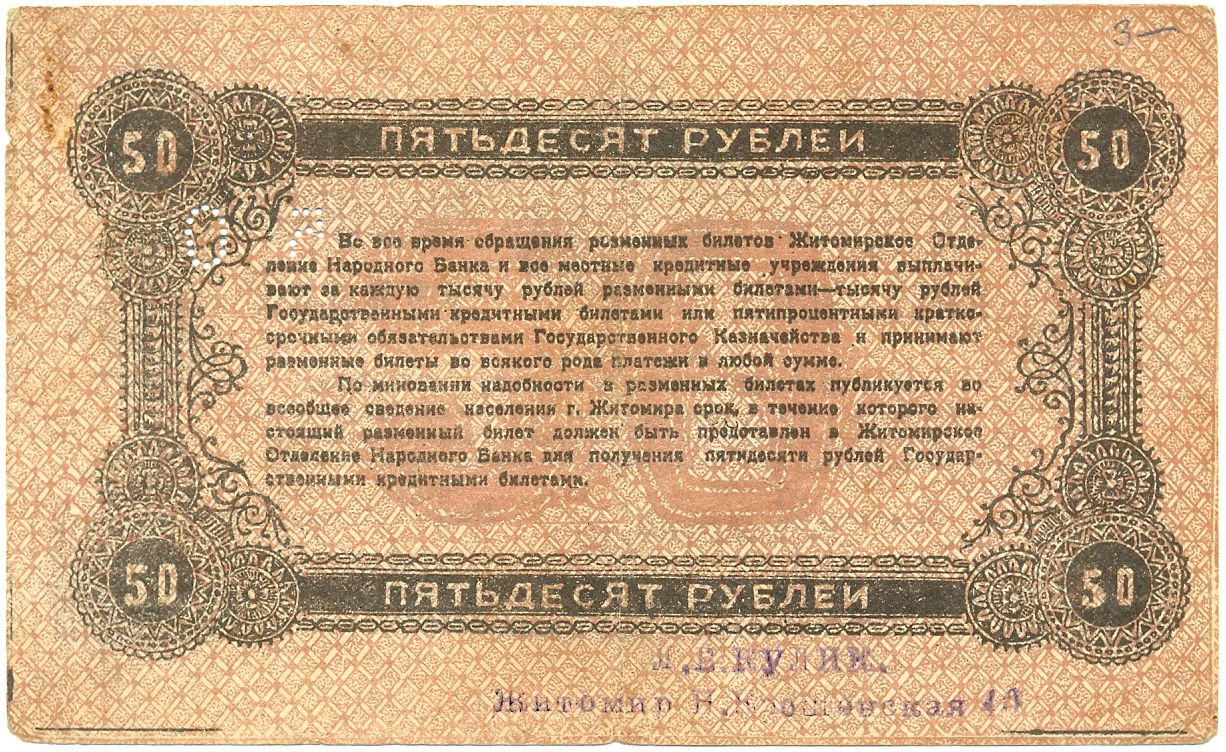 3—
50 ПЯТЬДЕСЯТ РУБЛЕЙ 50
Во все время обращения разменных билетов Житомирское Отде-
ление Народного Банка и все местные кредитные учреждения выплачи-
вают за каждую тысячу рублей разменными билетами—тысячу рублей
Государственными кредитными билетами или пятипроцентными кратко-
срочными обязательствами Государственного Казначейства и принимают
разменные билеты во всякого рода платежи в любой сумме.
По миновании надобности в разменных билетах публикуется во
всеобщее сведение населения г. Житомира срок, в течение которого на-
стоящий разменный билет должен быть представлен в Житомирское
Отделение Народного Банка для получения пятидесяти рублей Государ-
ственными кредитными билетами.
50 ПЯТЬДЕСЯТ РУБЛЕЙ 50
КУЛИК.
Житомир